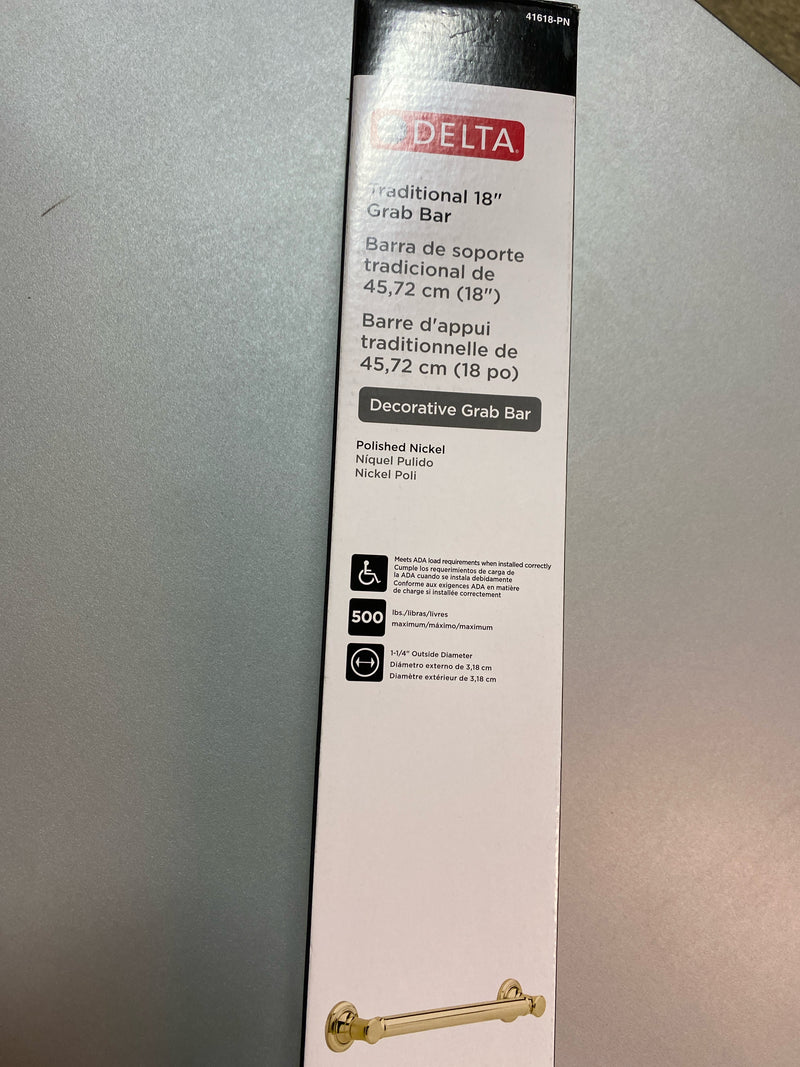 41618-PN
DELTA
Traditional 18"
Grab Bar
Barra de soporte
tradicional de
45,72 cm (18")
Barre d'appui
traditionnelle de
45,72 cm (18 po)
Decorative Grab Bar
Polished Nickel
Níquel Pulido
Nickel Poli
Meets ADA load requirements when installed correctly
Cumple los requerimientos de carga de
la ADA cuando se instala debidamente
Conforme aux exigences ADA en matière
de charge si installée correctement
500
lbs./libras/livres
maximum/máximo/maximum
1-1/4" Outside Diameter
Diámetro externo de 3,18 cm
Diamètre extérieur de 3,18 cm